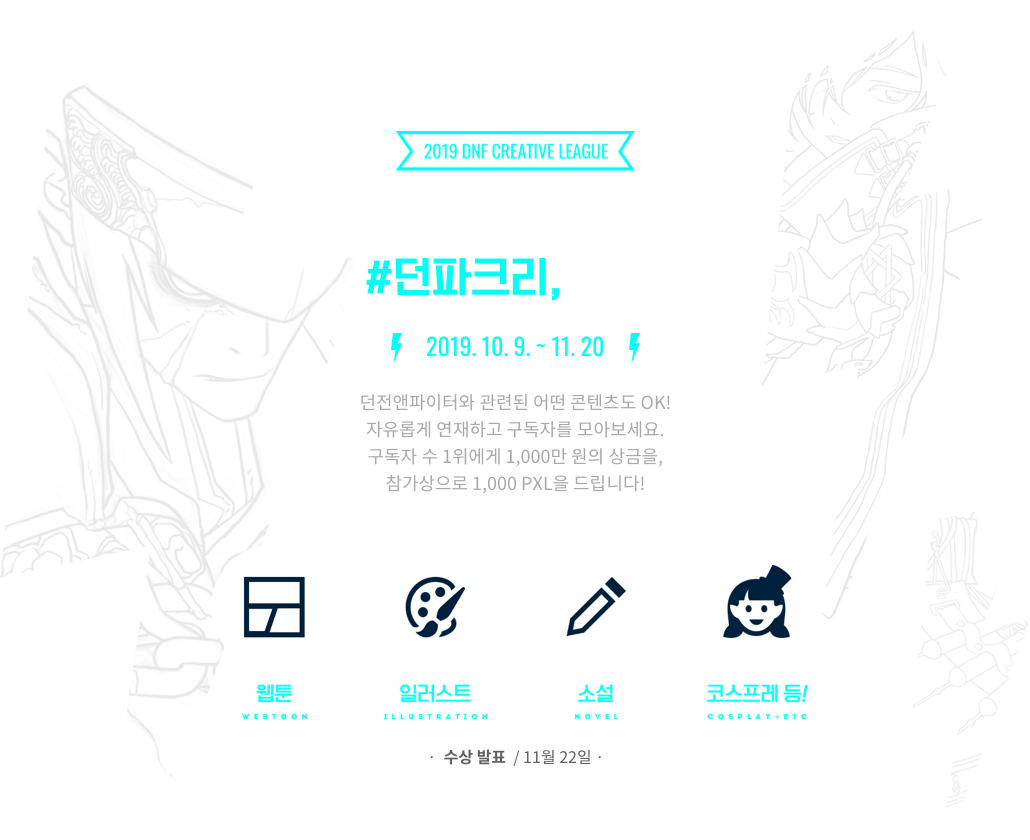 2019 DNF CREATIVE LEAGUE
#던파크리,
2019. 10. 9. ~ 11. 20
던전앤파이터와 관련된 어떤 콘텐츠도 OK!
자유롭게 연재하고 구독자를 모아보세요.
구독자 수 1위에게 1,000만 원의 상금을,
참가상으로 1,000 PXL을 드립니다!
웹툰
WEBTOON
일러스트
ILLUSTRATION
소설
NOVEL
코스프레 등!
COSPLAY+ETC
· 수상 발표 / 11월 22일 ·